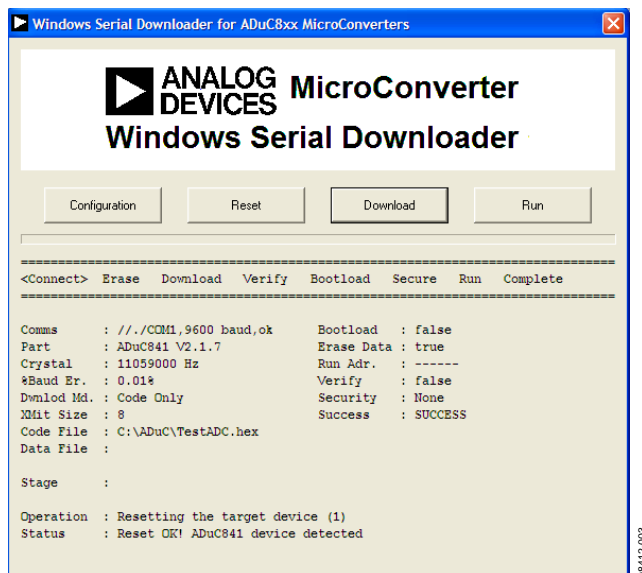 Windows Serial Downloader for ADuC8xx MicroConverters
ANALOG DEVICES MicroConverter
Windows Serial Downloader
Configuration Reset Download Run
================================================================================
<Connect> Erase Download Verify Bootload Secure Run Complete
================================================================================
Comms : //./COM1,9600 baud,ok Bootload : false
Part : ADuC841 V2.1.7 Erase Data : true
Crystal : 11059000 Hz Run Adr. : ------
%Baud Er. : 0.01% Verify : false
Dwnlod Md. : Code Only Security : None
XMit Size : 8 Success : SUCCESS
Code File : C:\ADuC\TestADC.hex
Data File :
Stage :
Operation : Resetting the target device (1)
Status : Reset OK! ADuC841 device detected